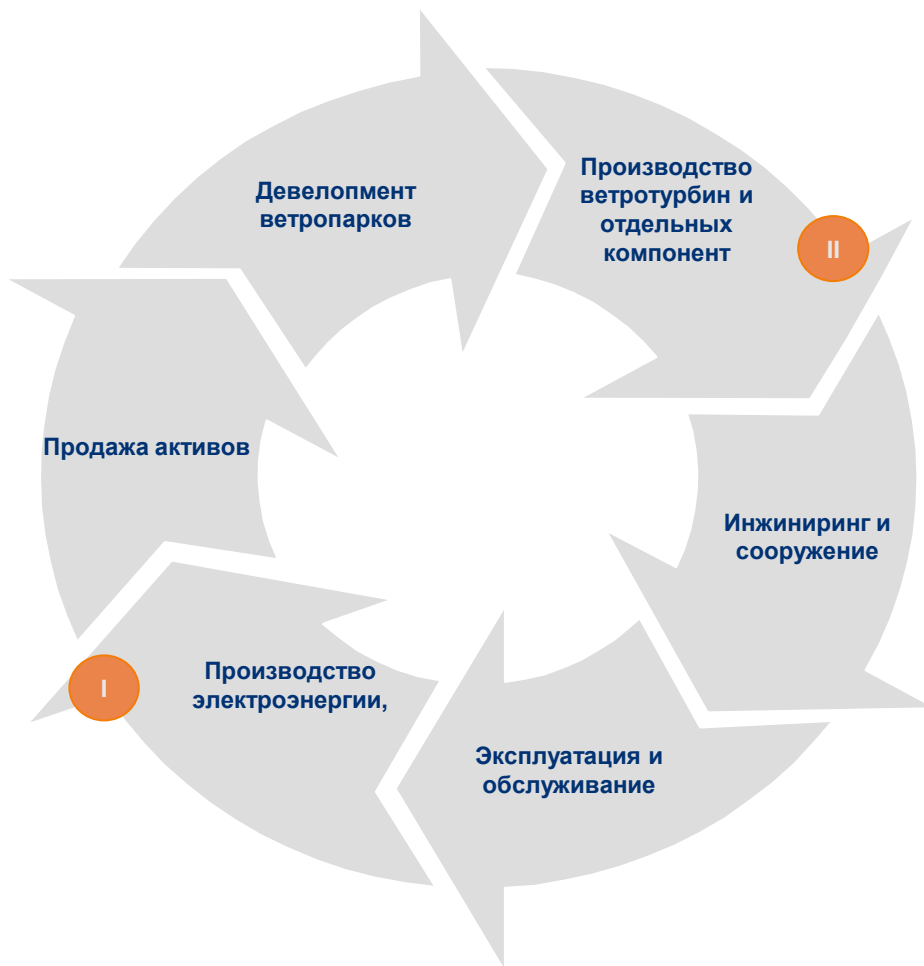 Девелопмент
ветропарков
Производство
ветротурбин и
отдельных
компонент
II
Инжиниринг и
сооружение
Эксплуатация и
обслуживание
Производство
электроэнергии,
I
Продажа активов